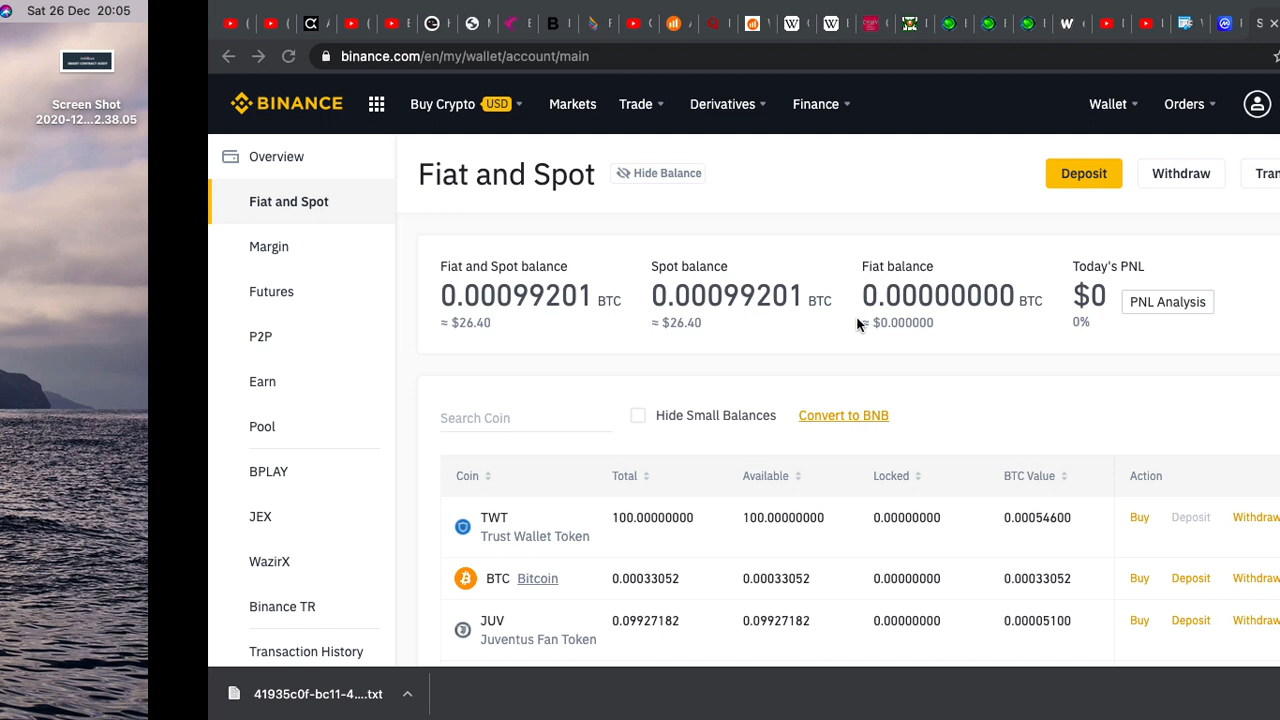 Sat 26 Dec 20:05
Screen Shot
2020-12...2.38.05
binance.com/en/my/wallet/account/main
BINANCE
Buy Crypto USD
Markets
Trade
Derivatives
Finance
Wallet
Orders
Overview
Fiat and Spot
Margin
Futures
P2P
Earn
Pool
BPLAY
JEX
WazirX
Binance TR
Transaction History
Fiat and Spot
Hide Balance
Deposit
Withdraw
Tran
Fiat and Spot balance
0.00099201 BTC
≈ $26.40
Spot balance
0.00099201 BTC
≈ $26.40
Fiat balance
0.00000000 BTC
≈ $0.000000
Today's PNL
$0
PNL Analysis
0%
Search Coin
Hide Small Balances
Convert to BNB
Coin Total Available Locked BTC Value Action
TWT 100.00000000 100.00000000 0.00000000 0.00054600 Buy Deposit Withdraw
Trust Wallet Token
BTC Bitcoin 0.00033052 0.00033052 0.00000000 0.00033052 Buy Deposit Withdraw
JUV 0.09927182 0.09927182 0.00000000 0.00005100 Buy Deposit Withdraw
Juventus Fan Token
41935c0f-bc11-4....txt